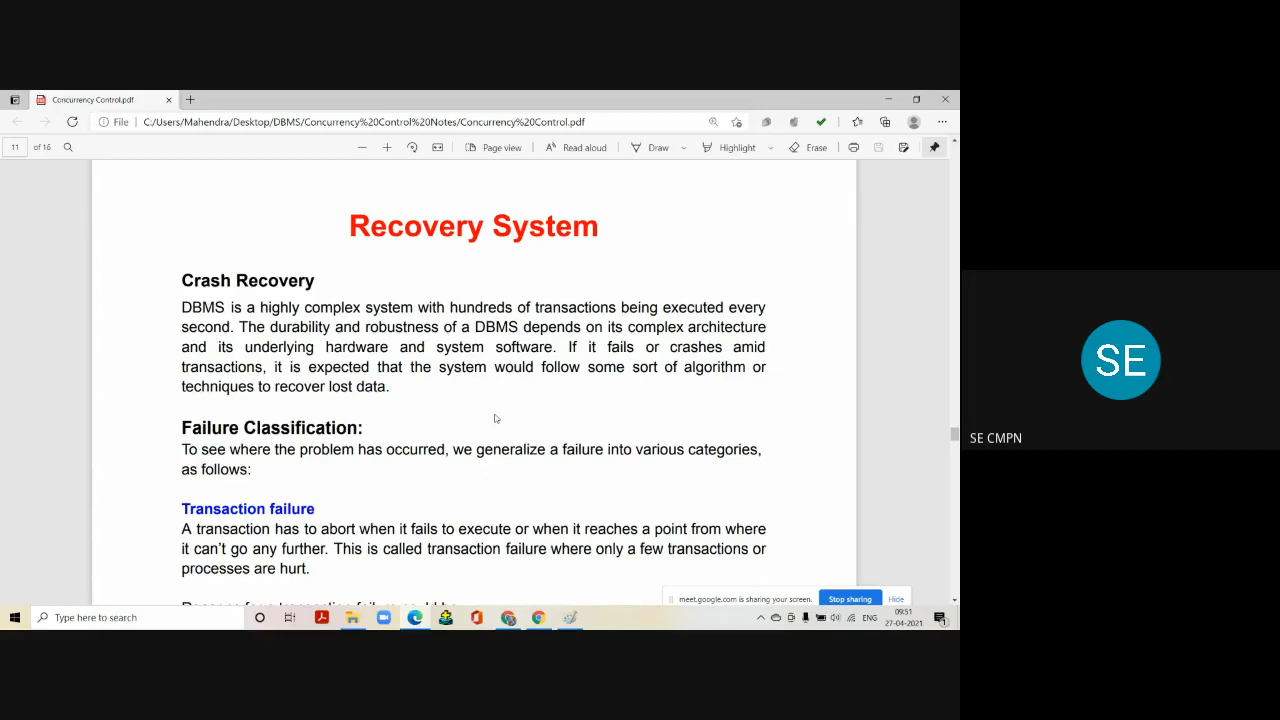 Concurrency Control.pdf
File
C:/Users/Mahendra/Desktop/DBMS/Concurrency%20Control%20Notes/Concurrency%20Control.pdf
11 of 16
Page view
Read aloud
Draw
Highlight
Erase
Recovery System
Crash Recovery
DBMS is a highly complex system with hundreds of transactions being executed every
second. The durability and robustness of a DBMS depends on its complex architecture
and its underlying hardware and system software. If it fails or crashes amid
transactions, it is expected that the system would follow some sort of algorithm or
techniques to recover lost data.
Failure Classification:
To see where the problem has occurred, we generalize a failure into various categories,
as follows:
Transaction failure
A transaction has to abort when it fails to execute or when it reaches a point from where
it can't go any further. This is called transaction failure where only a few transactions or
processes are hurt.
meet.google.com is sharing your screen.
Stop sharing
Hide
Type here to search
ENG
09:51
27-04-2021
SE
SE CMPN